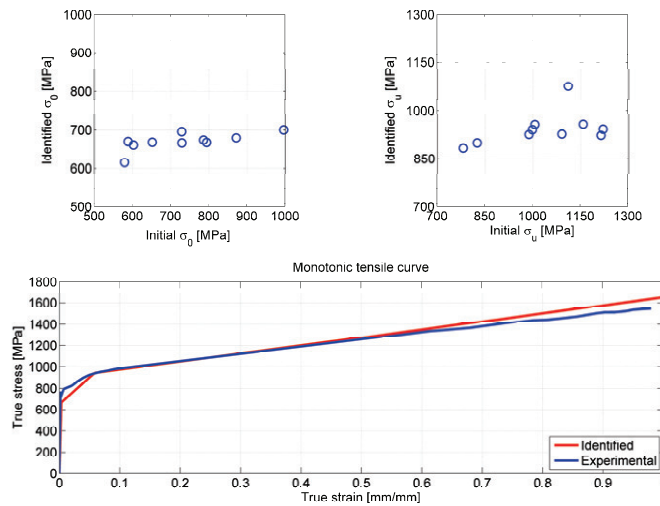 1000
900
800
700
600
500
Identified σ0 [MPa]
500 600 700 800 900 1000
Initial σ0 [MPa]
1300
1150
1000
850
700
Identified σu [MPa]
700 850 1000 1150 1300
Initial σu [MPa]
Monotonic tensile curve
1800
1600
1400
1200
1000
800
600
400
200
0
True stress [MPa]
0 0.1 0.2 0.3 0.4 0.5 0.6 0.7 0.8 0.9
True strain [mm/mm]
Identified
Experimental